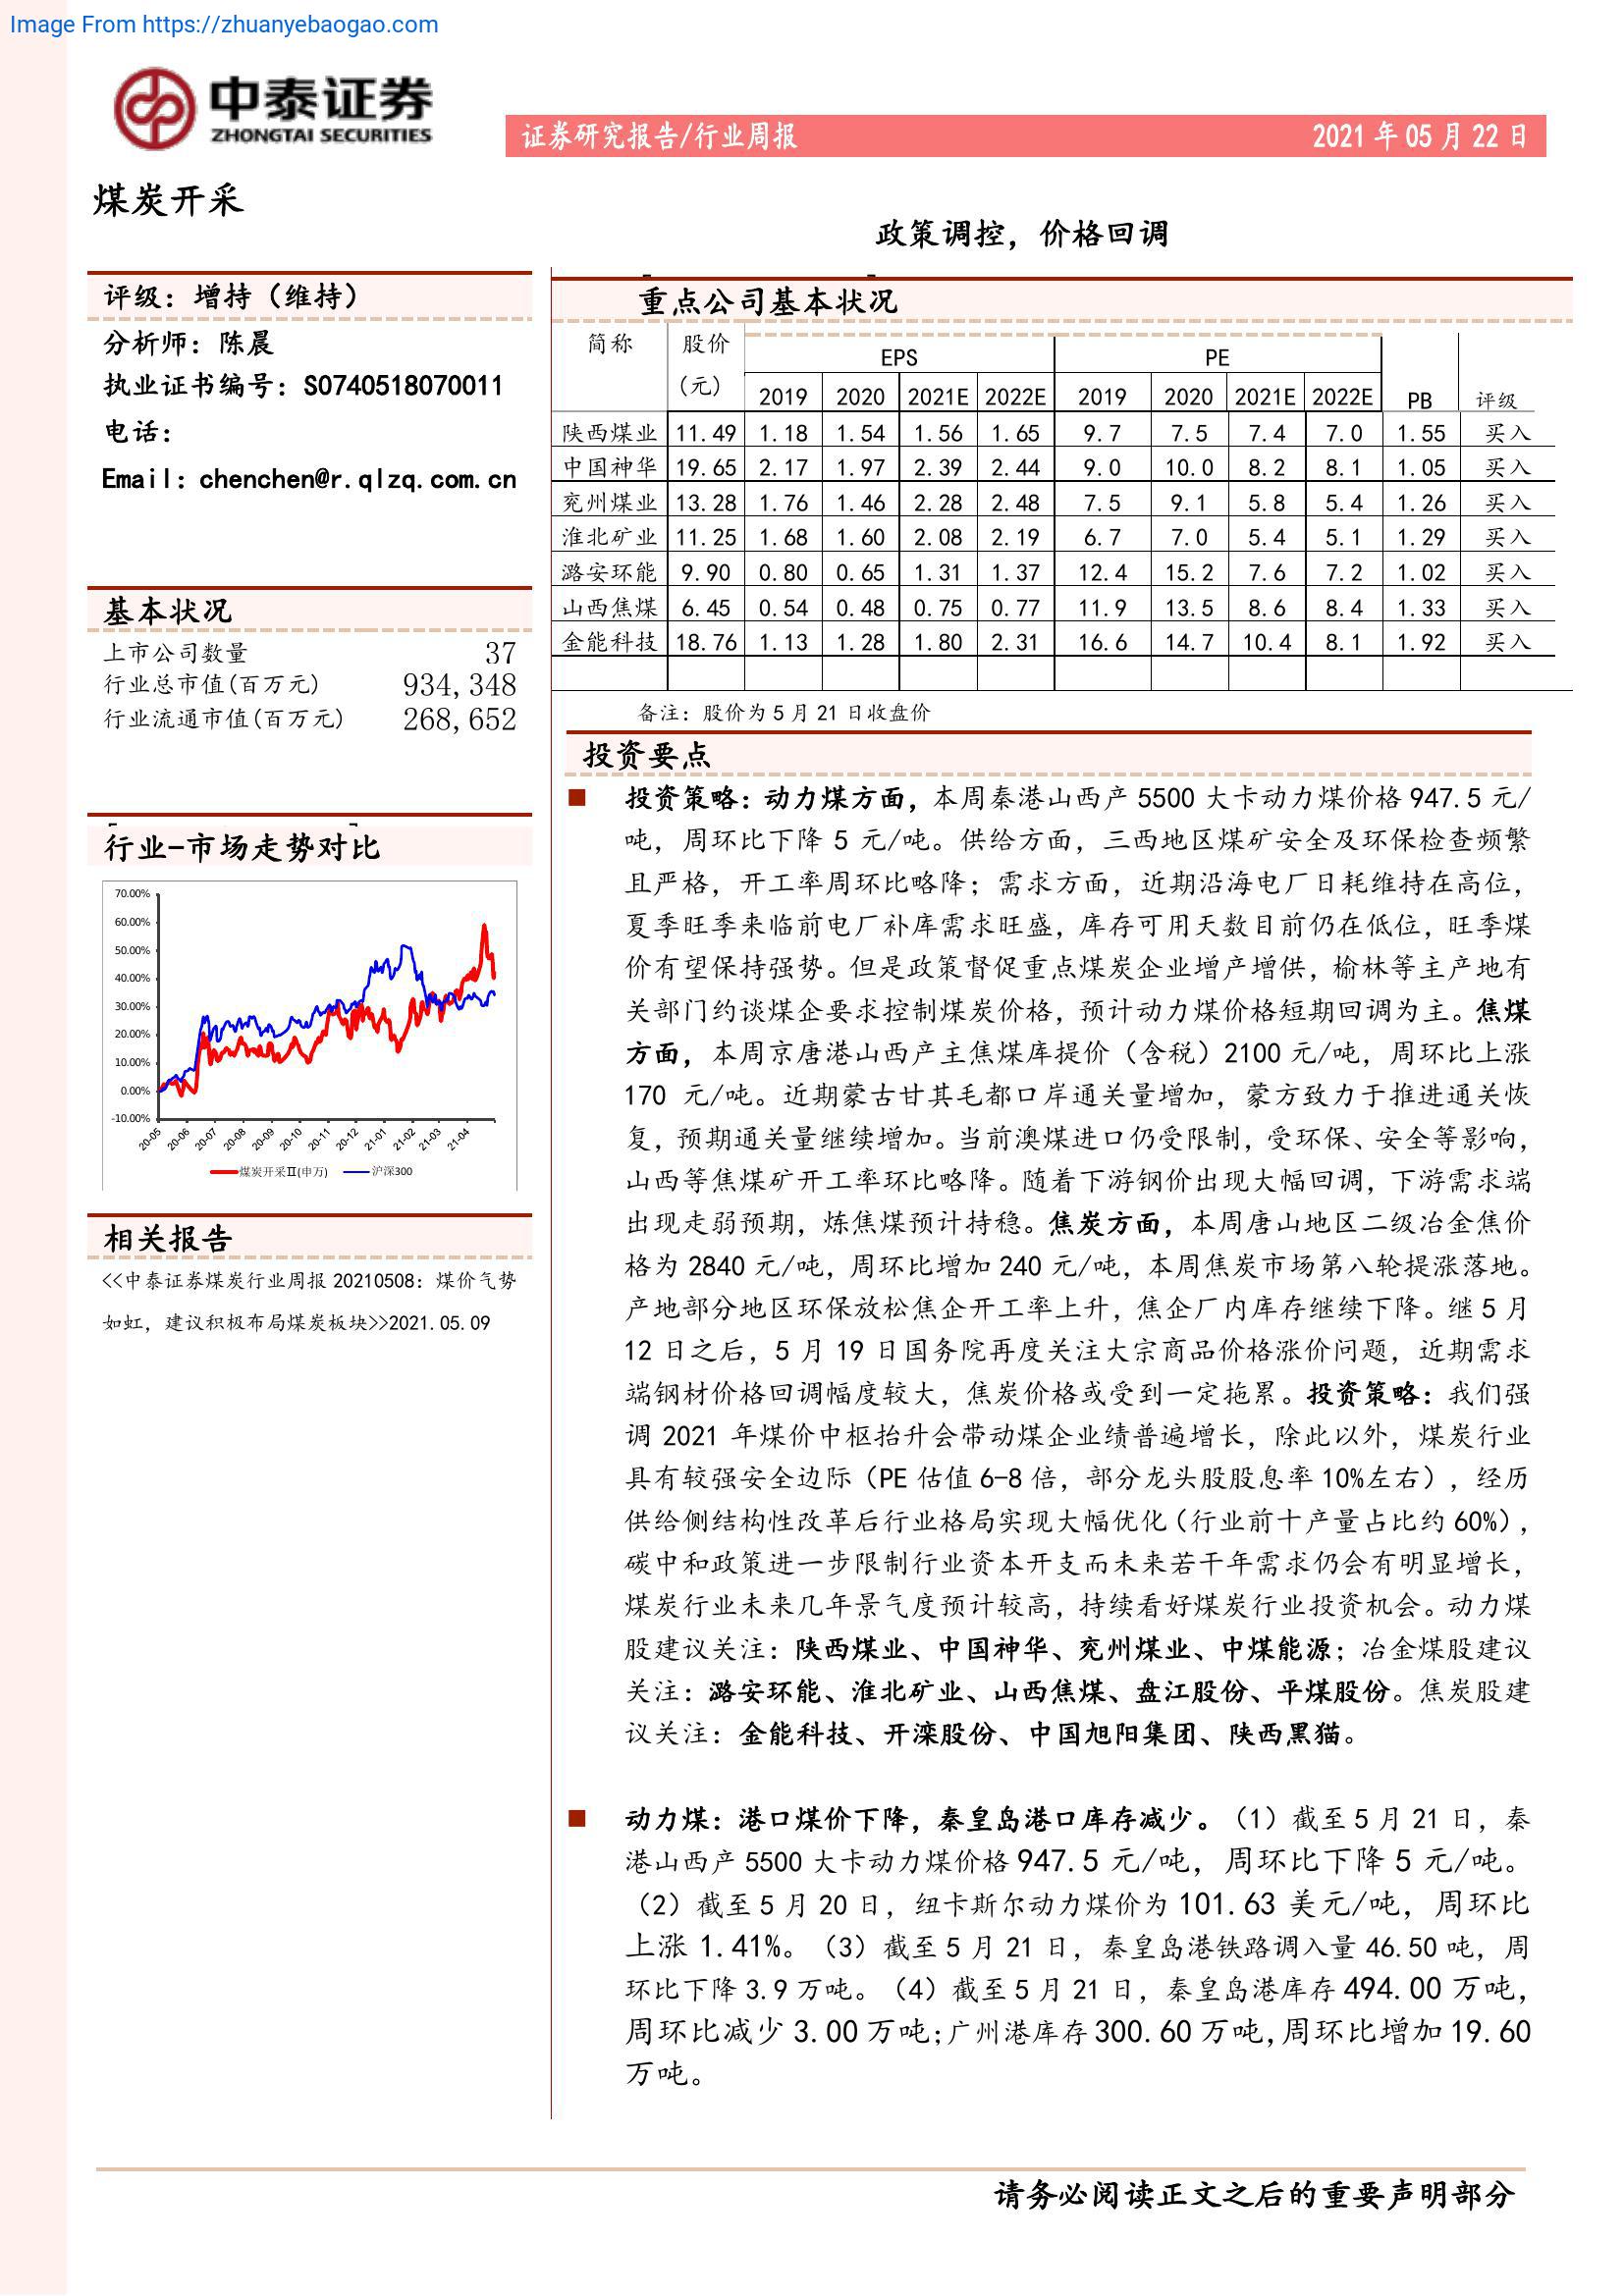 Image From https://zhuanyebaogao.com
中泰证券
ZHONGTAI SECURITIES
证券研究报告/行业周报
2021 年 05 月 22 日
煤炭开采
政策调控，价格回调
评级：增持（维持）
分析师：陈晨
执业证书编号：S0740518070011
电话：
Email：chenchen@r.qlzq.com.cn
基本状况
上市公司数量 37
行业总市值(百万元) 934,348
行业流通市值(百万元) 268,652
行业-市场走势对比
70.00%
60.00%
50.00%
40.00%
30.00%
20.00%
10.00%
0.00%
-10.00%
20-05 20-06 20-07 20-08 20-09 20-10 20-11 20-12 21-01 21-02 21-03 21-04
煤炭开采Ⅱ(申万) 沪深300
相关报告
<<中泰证券煤炭行业周报 20210508：煤价气势
如虹，建议积极布局煤炭板块>>2021.05.09
重点公司基本状况
简称 股价 EPS PE
(元) 2019 2020 2021E 2022E 2019 2020 2021E 2022E PB 评级
陕西煤业 11.49 1.18 1.54 1.56 1.65 9.7 7.5 7.4 7.0 1.55 买入
中国神华 19.65 2.17 1.97 2.39 2.44 9.0 10.0 8.2 8.1 1.05 买入
兖州煤业 13.28 1.76 1.46 2.28 2.48 7.5 9.1 5.8 5.4 1.26 买入
淮北矿业 11.25 1.68 1.60 2.08 2.19 6.7 7.0 5.4 5.1 1.29 买入
潞安环能 9.90 0.80 0.65 1.31 1.37 12.4 15.2 7.6 7.2 1.02 买入
山西焦煤 6.45 0.54 0.48 0.75 0.77 11.9 13.5 8.6 8.4 1.33 买入
金能科技 18.76 1.13 1.28 1.80 2.31 16.6 14.7 10.4 8.1 1.92 买入
备注：股价为 5 月 21 日收盘价
投资要点
■ 投资策略：动力煤方面，本周秦港山西产 5500 大卡动力煤价格 947.5 元/
吨，周环比下降 5 元/吨。供给方面，三西地区煤矿安全及环保检查频繁
且严格，开工率周环比略降；需求方面，近期沿海电厂日耗维持在高位，
夏季旺季来临前电厂补库需求旺盛，库存可用天数目前仍在低位，旺季煤
价有望保持强势。但是政策督促重点煤炭企业增产增供，榆林等主产地有
关部门约谈煤企要求控制煤炭价格，预计动力煤价格短期回调为主。焦煤
方面，本周京唐港山西产主焦煤库提价（含税）2100 元/吨，周环比上涨
170 元/吨。近期蒙古甘其毛都口岸通关量增加，蒙方致力于推进通关恢
复，预期通关量继续增加。当前澳煤进口仍受限制，受环保、安全等影响，
山西等焦煤矿开工率环比略降。随着下游钢价出现大幅回调，下游需求端
出现走弱预期，炼焦煤预计持稳。焦炭方面，本周唐山地区二级冶金焦价
格为 2840 元/吨，周环比增加 240 元/吨，本周焦炭市场第八轮提涨落地。
产地部分地区环保放松焦企开工率上升，焦企厂内库存继续下降。继 5 月
12 日之后，5 月 19 日国务院再度关注大宗商品价格涨价问题，近期需求
端钢材价格回调幅度较大，焦炭价格或受到一定拖累。投资策略：我们强
调 2021 年煤价中枢抬升会带动煤企业绩普遍增长，除此以外，煤炭行业
具有较强安全边际（PE 估值 6-8 倍，部分龙头股股息率 10%左右），经历
供给侧结构性改革后行业格局实现大幅优化（行业前十产量占比约 60%），
碳中和政策进一步限制行业资本开支而未来若干年需求仍会有明显增长，
煤炭行业未来几年景气度预计较高，持续看好煤炭行业投资机会。动力煤
股建议关注：陕西煤业、中国神华、兖州煤业、中煤能源；冶金煤股建议
关注：潞安环能、淮北矿业、山西焦煤、盘江股份、平煤股份。焦炭股建
议关注：金能科技、开滦股份、中国旭阳集团、陕西黑猫。
■ 动力煤：港口煤价下降，秦皇岛港口库存减少。（1）截至 5 月 21 日，秦
港山西产 5500 大卡动力煤价格 947.5 元/吨，周环比下降 5 元/吨。
（2）截至 5 月 20 日，纽卡斯尔动力煤价为 101.63 美元/吨，周环比
上涨 1.41%。（3）截至 5 月 21 日，秦皇岛港铁路调入量 46.50 吨，周
环比下降 3.9 万吨。（4）截至 5 月 21 日，秦皇岛港库存 494.00 万吨，
周环比减少 3.00 万吨;广州港库存 300.60 万吨,周环比增加 19.60
万吨。
请务必阅读正文之后的重要声明部分